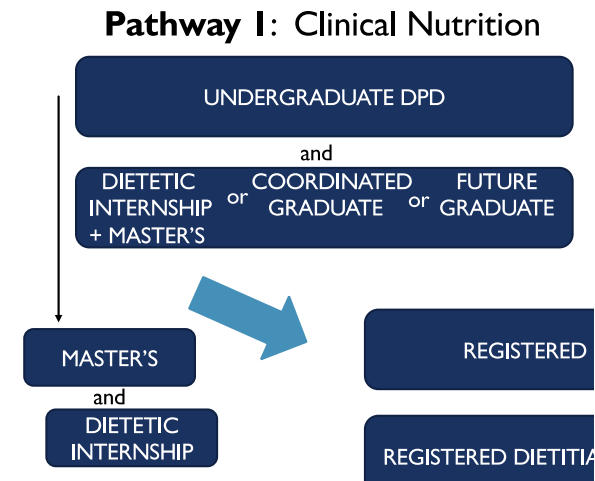 Pathway 1: Clinical Nutrition
UNDERGRADUATE DPD
and
DIETETIC INTERNSHIP + MASTER'S or COORDINATED GRADUATE or FUTURE GRADUATE
MASTER'S
and
DIETETIC
INTERNSHIP
REGISTERED
REGISTERED